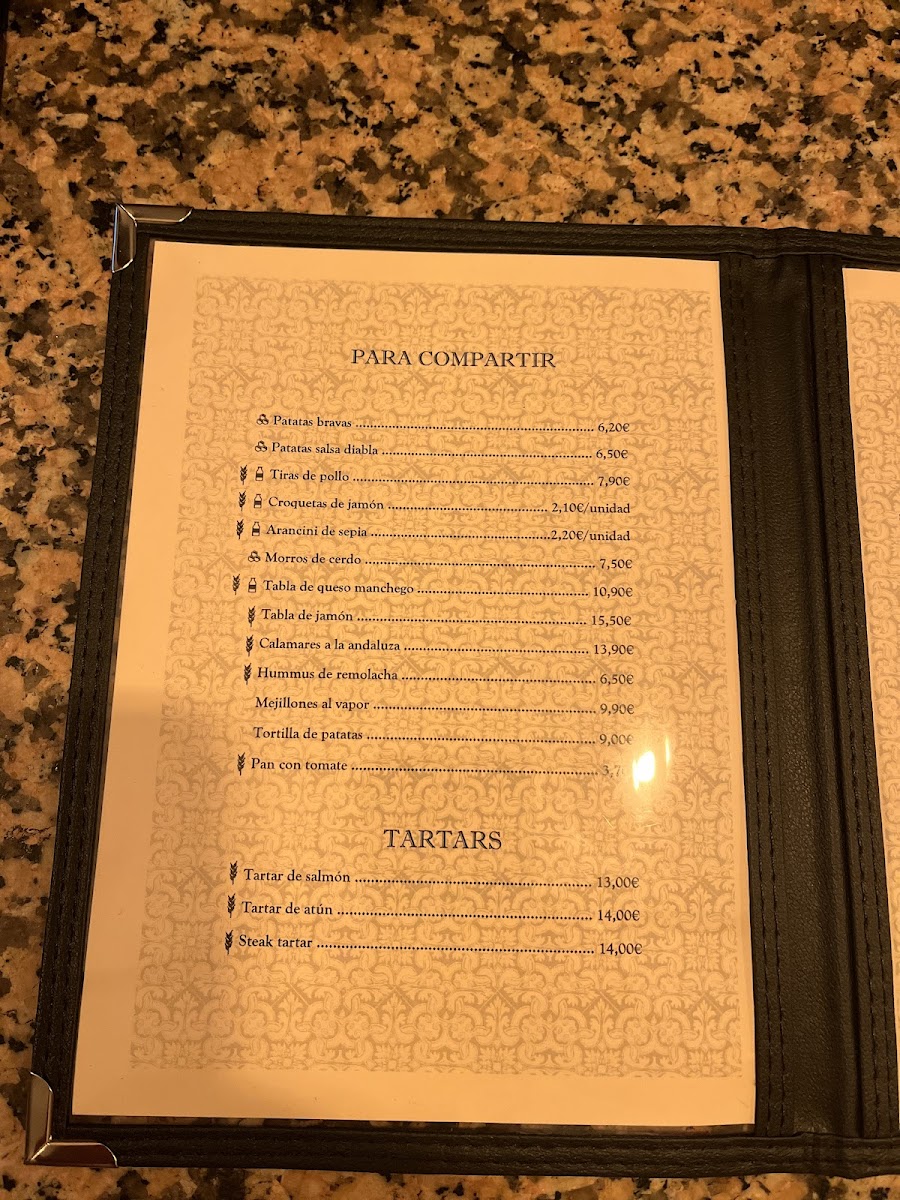 PARA COMPARTIR
Patatas bravas ........ 6,20€
Patatas salsa diabla ........ 6,50€
Tiras de pollo ........ 7,90€
Croquetas de jamón ........ 2,10€/unidad
Arancini de sepia ........ 2,20€/unidad
Morros de cerdo ........ 7,50€
Tabla de queso manchego ........ 10,90€
Tabla de jamón ........ 15,50€
Calamares a la andaluza ........ 13,90€
Hummus de remolacha ........ 6,50€
Mejillones al vapor ........ 9,90€
Tortilla de patatas ........ 9,00€
Pan con tomate ........
TARTARS
Tartar de salmón ........ 13,00€
Tartar de atún ........ 14,00€
Steak tartar ........ 14,00€